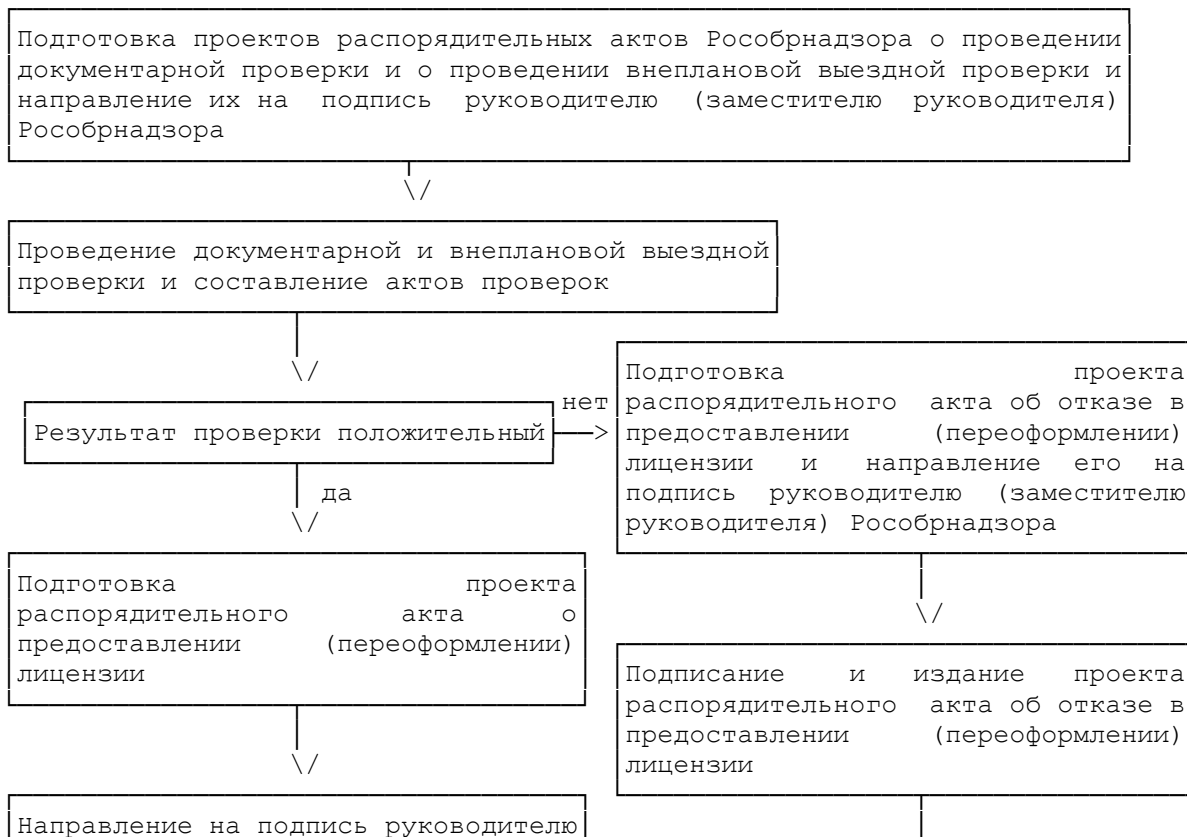 Подготовка проектов распорядительных актов Рособрнадзора о проведении
документарной проверки и о проведении внеплановой выездной проверки и
направление их на подпись руководителю (заместителю руководителя)
Рособрнадзора
Проведение документарной и внеплановой выездной
проверки и составление актов проверок
Результат проверки положительный
нет
Подготовка проекта
распорядительного акта об отказе в
предоставлении (переоформлении)
лицензии и направление его на
подпись руководителю (заместителю
руководителя) Рособрнадзора
да
Подготовка проекта
распорядительного акта о
предоставлении (переоформлении)
лицензии
Подписание и издание проекта
распорядительного акта об отказе в
предоставлении (переоформлении)
лицензии
Направление на подпись руководителю